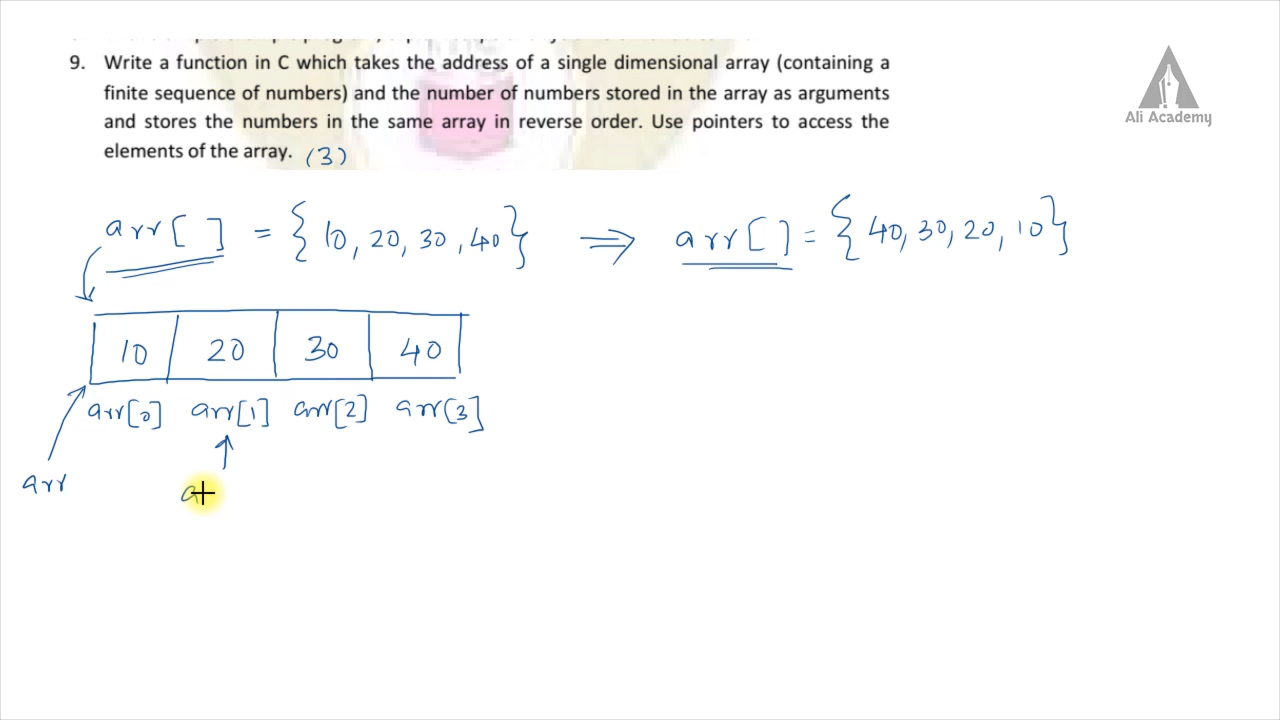 9. Write a function in C which takes the address of a single dimensional array (containing a
finite sequence of numbers) and the number of numbers stored in the array as arguments
and stores the numbers in the same array in reverse order. Use pointers to access the
elements of the array. (3)
Ali Academy
arr[ ] = {10, 20, 30, 40} ⇒ arr[ ] = {40, 30, 20, 10}
10 20 30 40
arr[0] arr[1] arr[2] arr[3]
arr